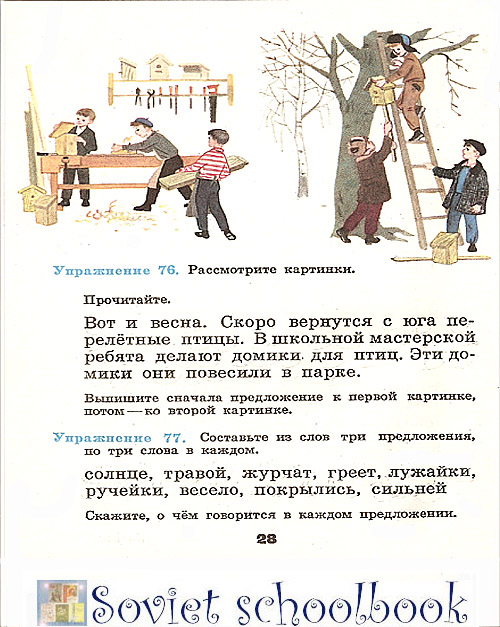 Упражнение 76. Рассмотрите картинки.
Прочитайте.
Вот и весна. Скоро вернутся с юга пе-
релётные птицы. В школьной мастерской
ребята делают домики для птиц. Эти до-
мики они повесили в парке.
Выпишите сначала предложение к первой картинке,
потом — ко второй картинке.
Упражнение 77. Составьте из слов три предложения,
по три слова в каждом.
солнце, травой, журчат, греет, лужайки,
ручейки, весело, покрылись, сильней
Скажите, о чём говорится в каждом предложении.
28
Soviet schoolbook